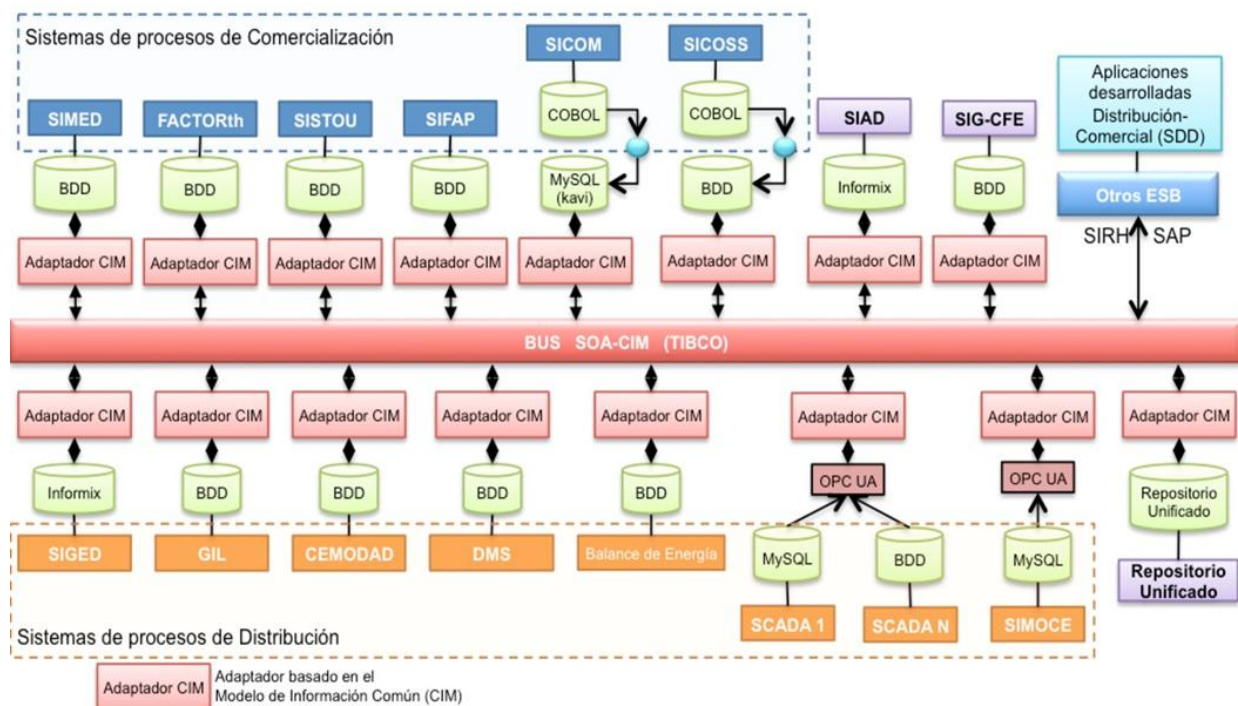 Sistemas de procesos de Comercialización
SICOM
SICOSS
Aplicaciones
desarrolladas
Distribución-
Comercial (SDD)
COBOL
COBOL
SIMED
FACTORth
SISTOU
SIFAP
SIAD
SIG-CFE
BDD
BDD
BDD
BDD
MySQL
(kavi)
BDD
Informix
BDD
Otros ESB
SIRH
SAP
Adaptador CIM
Adaptador CIM
Adaptador CIM
Adaptador CIM
Adaptador CIM
Adaptador CIM
Adaptador CIM
Adaptador CIM
BUS SOA-CIM (TIBCO)
Adaptador CIM
Adaptador CIM
Adaptador CIM
Adaptador CIM
Adaptador CIM
Adaptador CIM
Adaptador CIM
Adaptador CIM
Informix
BDD
BDD
BDD
BDD
OPC UA
OPC UA
Repositorio
Unificado
SIGED
GIL
CEMODAD
DMS
Balance de Energía
MySQL
BDD
MySQL
Repositorio
Unificado
SCADA 1
SCADA N
SIMOCE
Sistemas de procesos de Distribución
Adaptador CIM
Adaptador basado en el
Modelo de Información Común (CIM)